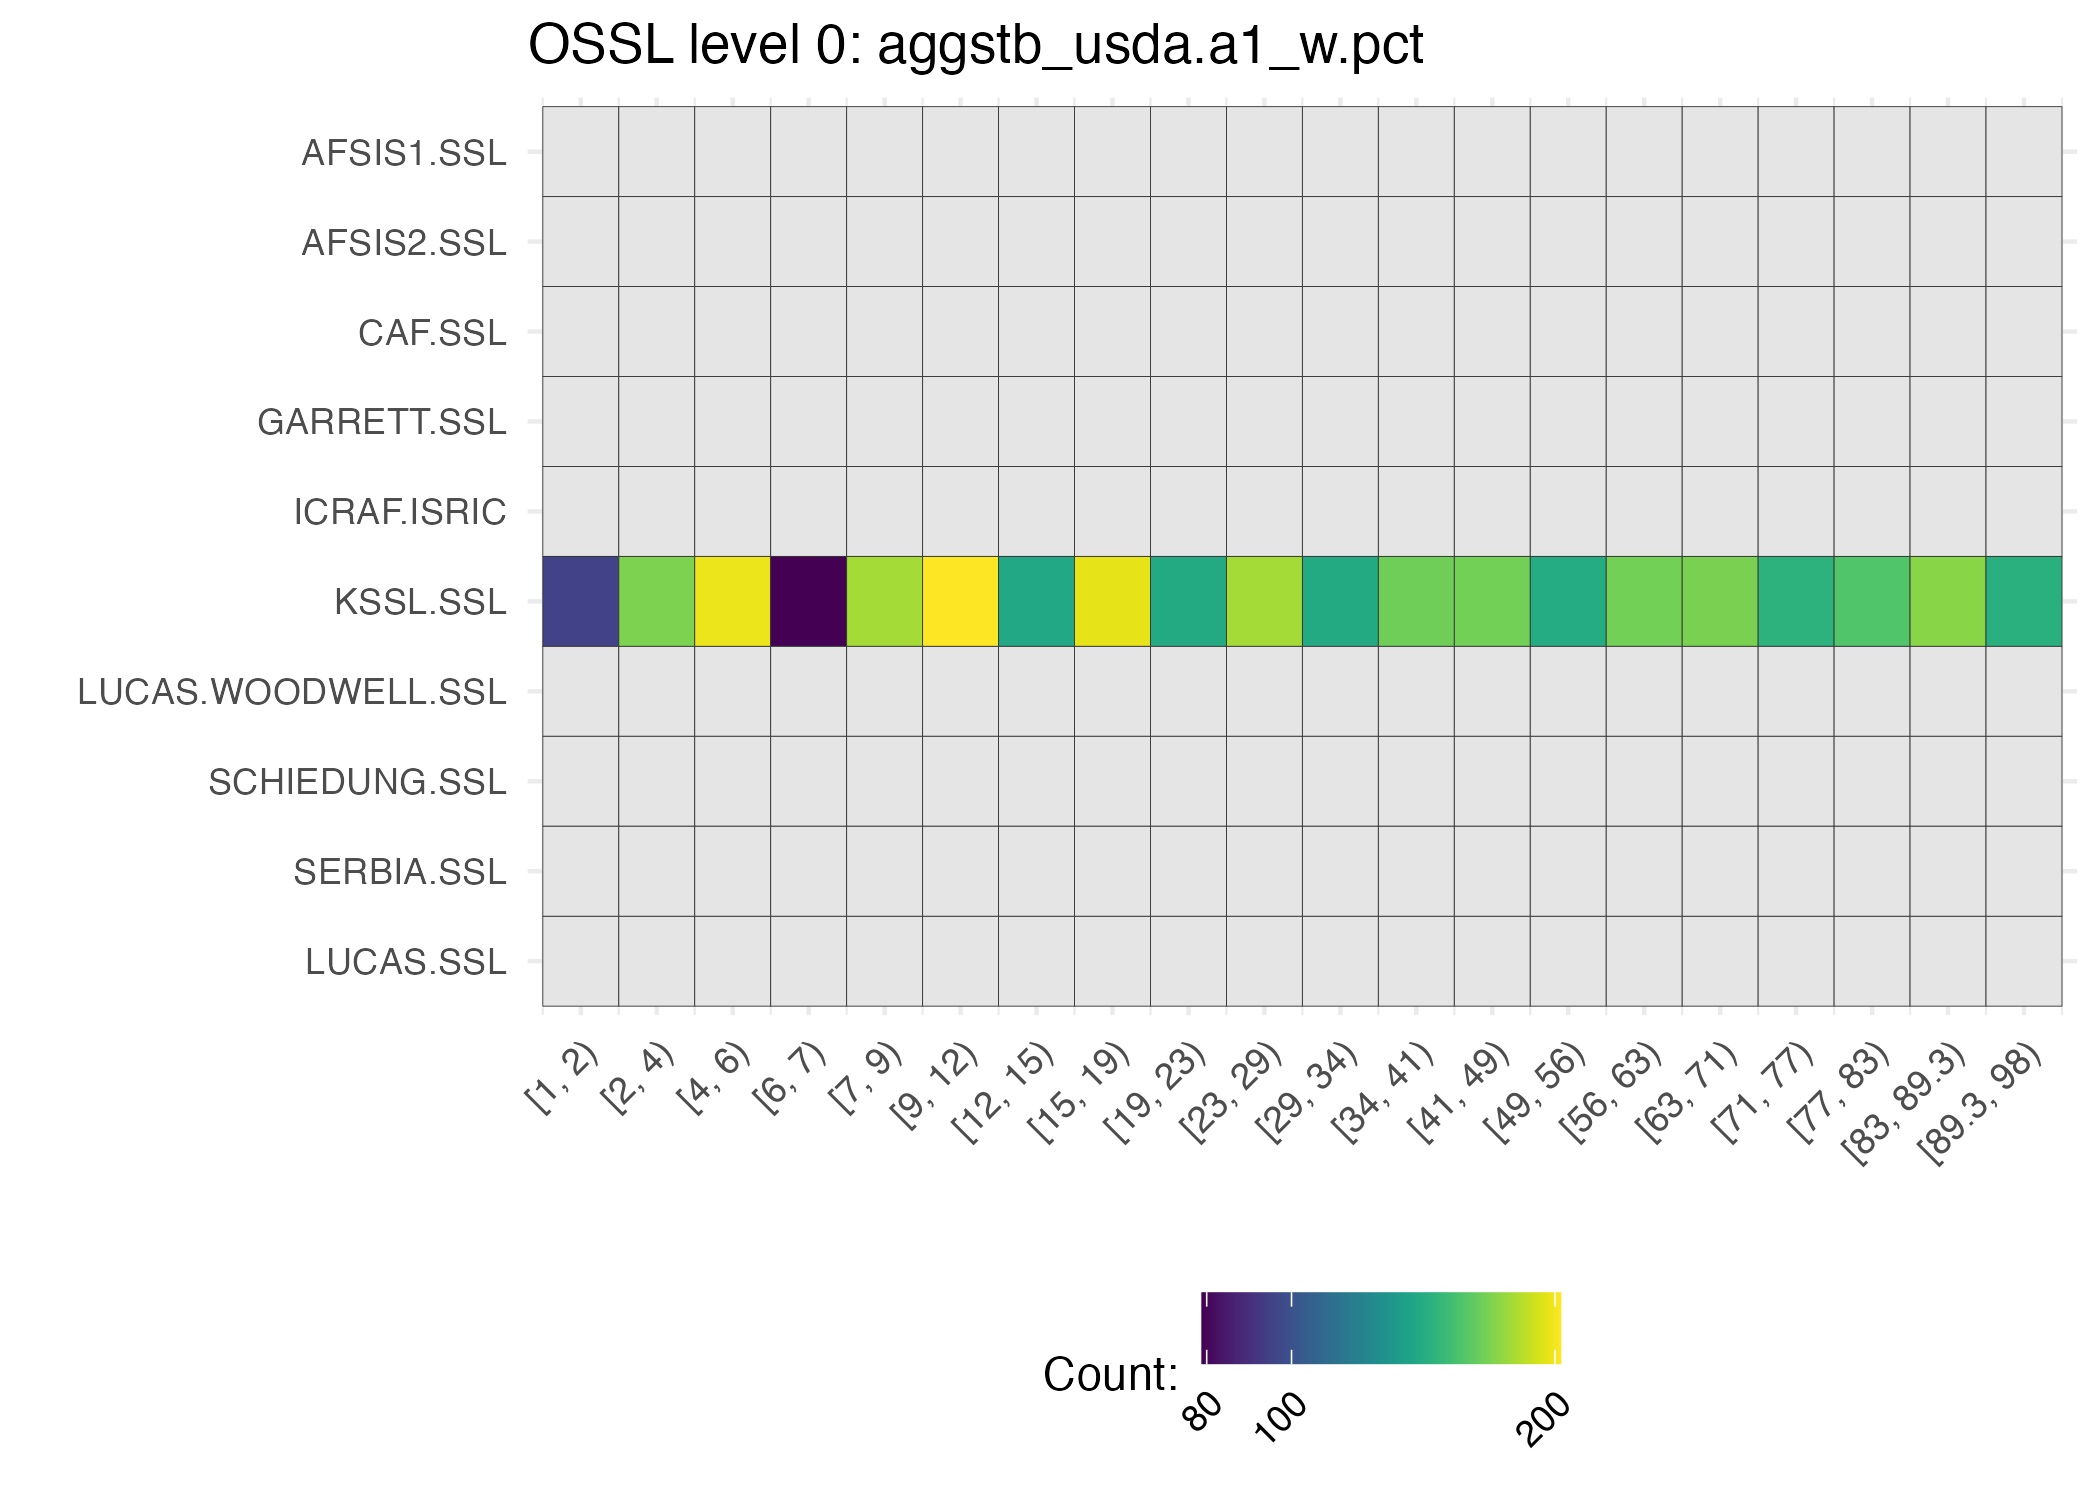 OSSL level 0: aggstb_usda.a1_w.pct
AFSIS1.SSL
AFSIS2.SSL
CAF.SSL
GARRETT.SSL
ICRAF.ISRIC
KSSL.SSL
LUCAS.WOODWELL.SSL
SCHIEDUNG.SSL
SERBIA.SSL
LUCAS.SSL
[1, 2)
[2, 4)
[4, 6)
[6, 7)
[7, 9)
[9, 12)
[12, 15)
[15, 19)
[19, 23)
[23, 29)
[29, 34)
[34, 41)
[41, 49)
[49, 56)
[56, 63)
[63, 71)
[71, 77)
[77, 83)
[83, 89.3)
[89.3, 98)
Count:
80
100
200